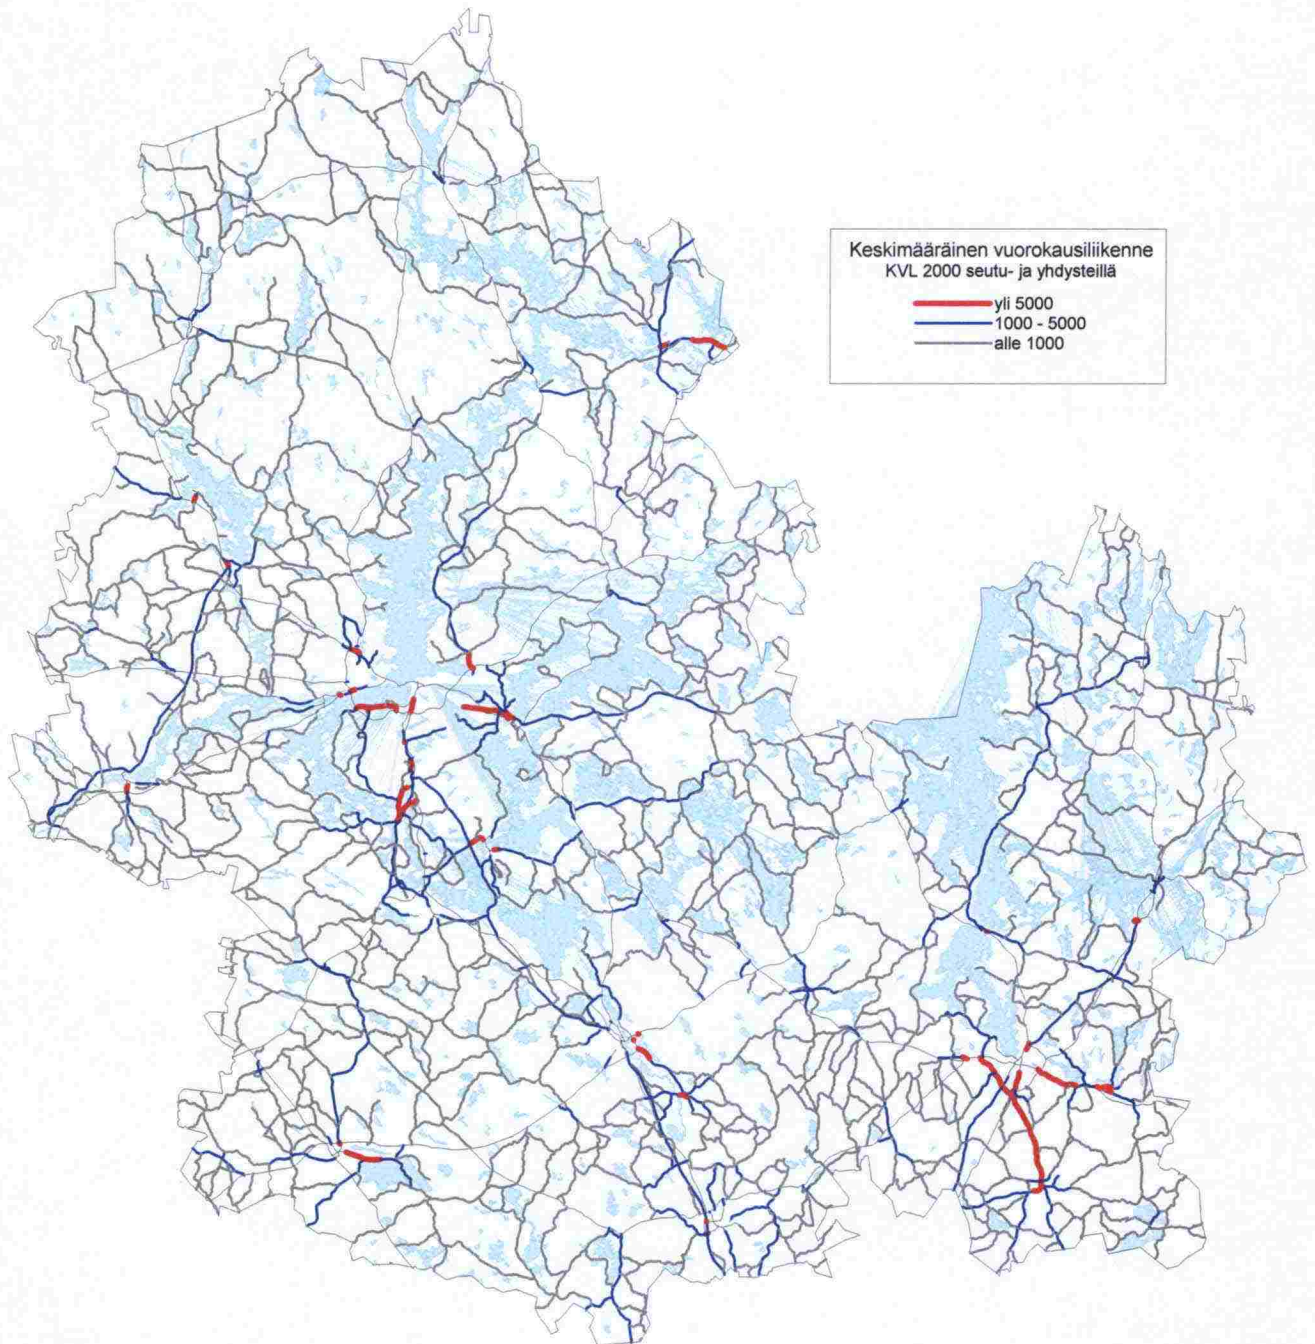 Keskimääräinen vuorokausiliikenne
KVL 2000 seutu- ja yhdysteillä
yli 5000
1000 - 5000
alle 1000